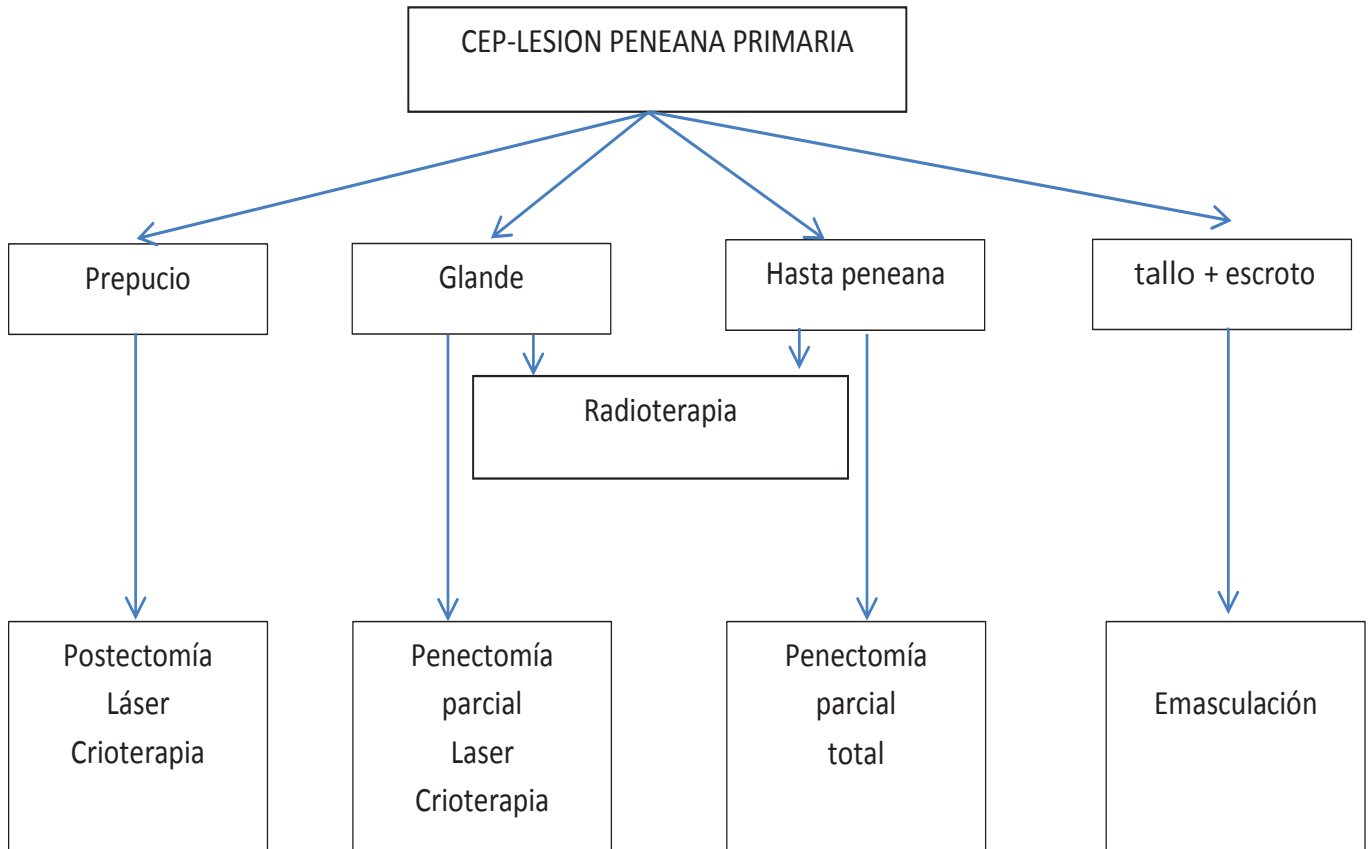 CEP-LESION PENEANA PRIMARIA
Prepucio
Glande
Hasta peneana
tallo + escroto
Radioterapia
Postectomía
Láser
Crioterapia
Penectomía
parcial
Laser
Crioterapia
Penectomía
parcial
total
Emasculación